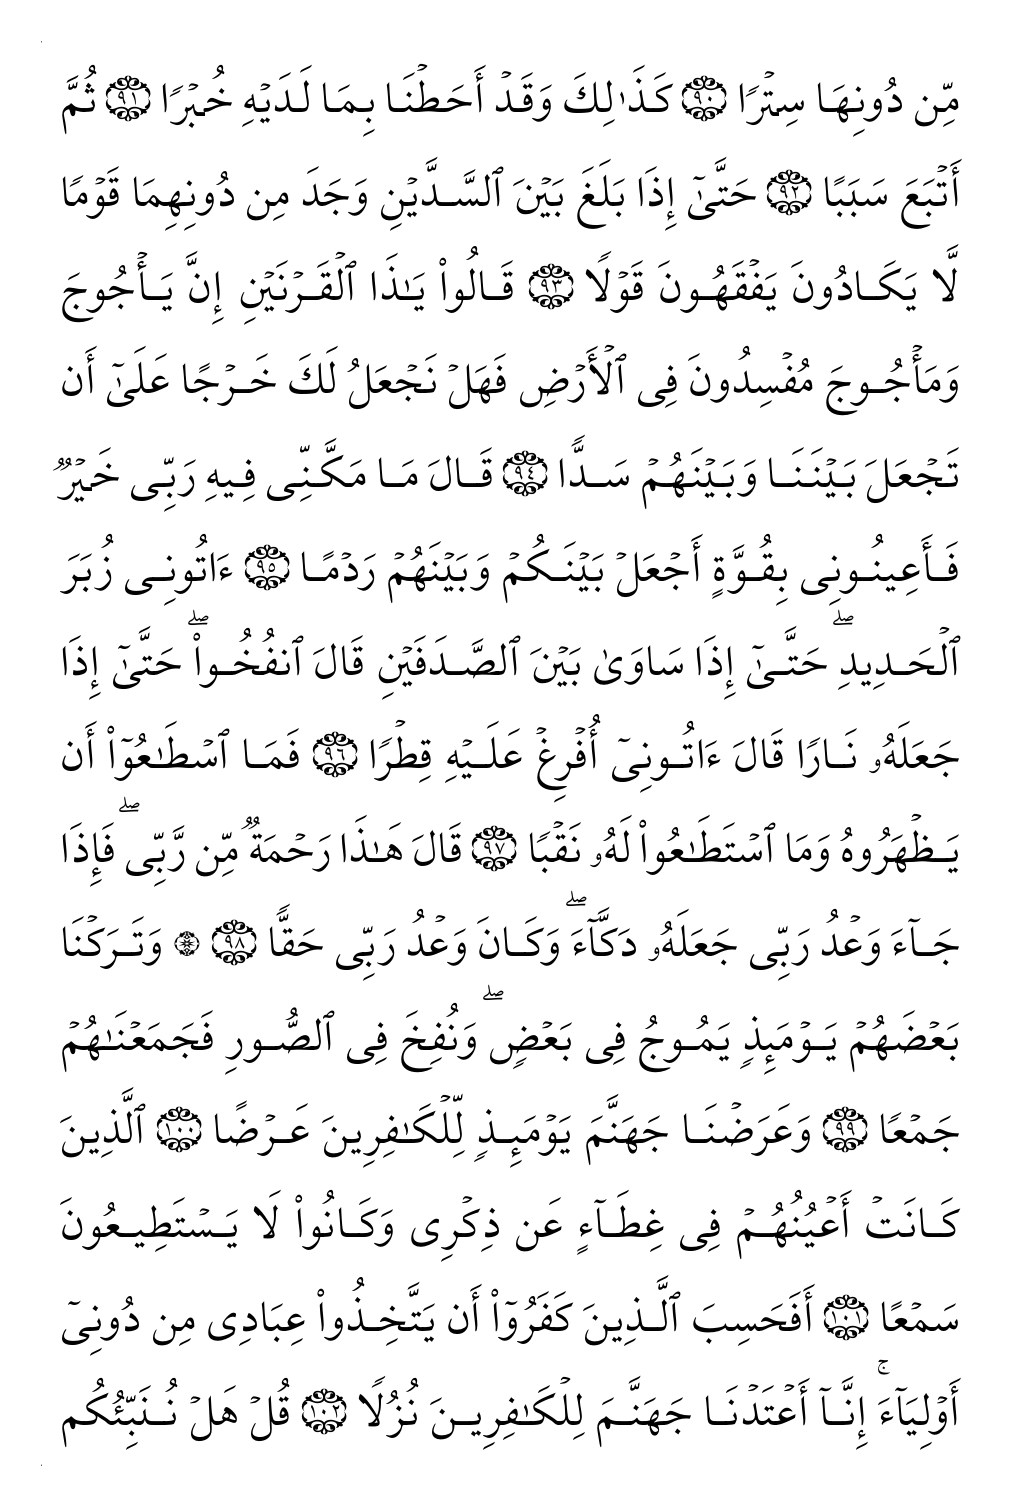 مِّن دُونِهَا سِتْرًا ۝٩٠ كَذَٰلِكَ وَقَدْ أَحَطْنَا بِمَا لَدَيْهِ خُبْرًا ۝٩١ ثُمَّ
أَتْبَعَ سَبَبًا ۝٩٢ حَتَّىٰٓ إِذَا بَلَغَ بَيْنَ ٱلسَّدَّيْنِ وَجَدَ مِن دُونِهِمَا قَوْمًا
لَّا يَكَادُونَ يَفْقَهُونَ قَوْلًا ۝٩٣ قَالُوا۟ يَـٰذَا ٱلْقَرْنَيْنِ إِنَّ يَأْجُوجَ
وَمَأْجُوجَ مُفْسِدُونَ فِى ٱلْأَرْضِ فَهَلْ نَجْعَلُ لَكَ خَرْجًا عَلَىٰٓ أَن
تَجْعَلَ بَيْنَنَا وَبَيْنَهُمْ سَدًّا ۝٩٤ قَالَ مَا مَكَّنِّى فِيهِ رَبِّى خَيْرٌ
فَأَعِينُونِى بِقُوَّةٍ أَجْعَلْ بَيْنَكُمْ وَبَيْنَهُمْ رَدْمًا ۝٩٥ ءَاتُونِى زُبَرَ
ٱلْحَدِيدِ ۖ حَتَّىٰٓ إِذَا سَاوَىٰ بَيْنَ ٱلصَّدَفَيْنِ قَالَ ٱنفُخُوا۟ ۖ حَتَّىٰٓ إِذَا
جَعَلَهُۥ نَارًا قَالَ ءَاتُونِىٓ أُفْرِغْ عَلَيْهِ قِطْرًا ۝٩٦ فَمَا ٱسْطَـٰعُوٓا۟ أَن
يَظْهَرُوهُ وَمَا ٱسْتَطَـٰعُوا۟ لَهُۥ نَقْبًا ۝٩٧ قَالَ هَـٰذَا رَحْمَةٌ مِّن رَّبِّى ۖ فَإِذَا
جَآءَ وَعْدُ رَبِّى جَعَلَهُۥ دَكَّآءَ ۖ وَكَانَ وَعْدُ رَبِّى حَقًّا ۝٩٨ ۞ وَتَرَكْنَا
بَعْضَهُمْ يَوْمَئِذٍ يَمُوجُ فِى بَعْضٍ ۖ وَنُفِخَ فِى ٱلصُّورِ فَجَمَعْنَـٰهُمْ
جَمْعًا ۝٩٩ وَعَرَضْنَا جَهَنَّمَ يَوْمَئِذٍ لِّلْكَـٰفِرِينَ عَرْضًا ۝١٠٠ ٱلَّذِينَ
كَانَتْ أَعْيُنُهُمْ فِى غِطَآءٍ عَن ذِكْرِى وَكَانُوا۟ لَا يَسْتَطِيعُونَ
سَمْعًا ۝١٠١ أَفَحَسِبَ ٱلَّذِينَ كَفَرُوٓا۟ أَن يَتَّخِذُوا۟ عِبَادِى مِن دُونِىٓ
أَوْلِيَآءَ ۚ إِنَّآ أَعْتَدْنَا جَهَنَّمَ لِلْكَـٰفِرِينَ نُزُلًا ۝١٠٢ قُلْ هَلْ نُنَبِّئُكُم